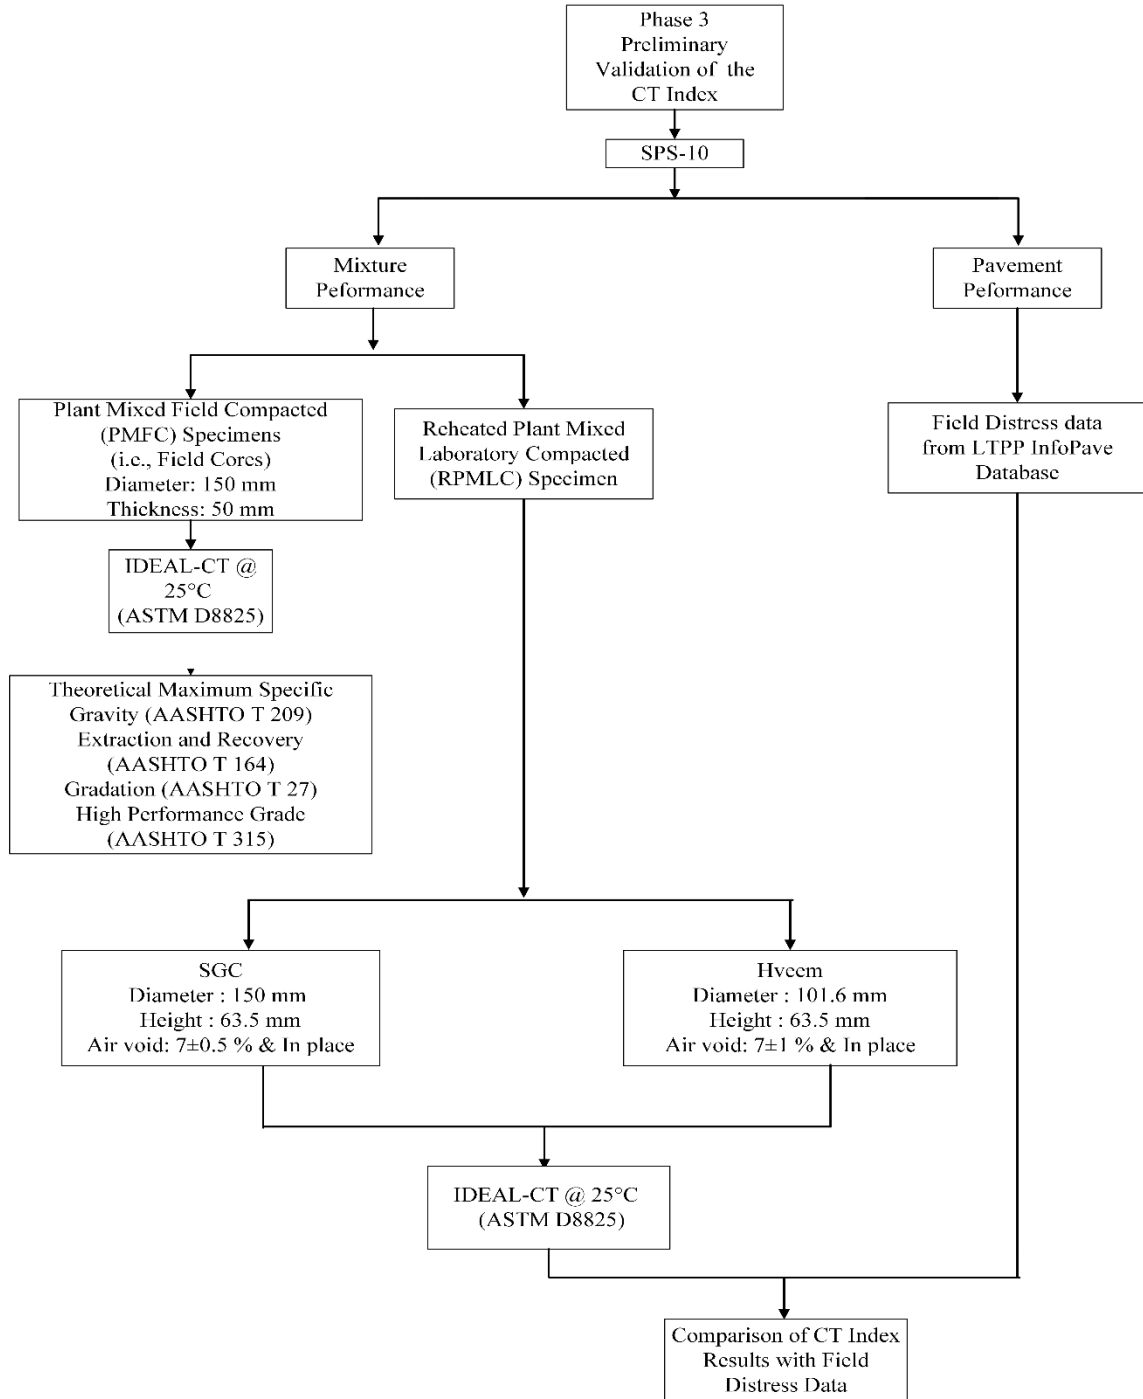 Phase 3
Preliminary
Validation of the
CT Index
SPS-10
Mixture
Peformance
Pavement
Peformance
Plant Mixed Field Compacted
(PMFC) Specimens
(i.e., Field Cores)
Diameter: 150 mm
Thickness: 50 mm
Reheated Plant Mixed
Laboratory Compacted
(RPMLC) Specimen
Field Distress data
from LTPP InfoPave
Database
IDEAL-CT @
25°C
(ASTM D8825)
Theoretical Maximum Specific
Gravity (AASHTO T 209)
Extraction and Recovery
(AASHTO T 164)
Gradation (AASHTO T 27)
High Performance Grade
(AASHTO T 315)
SGC
Diameter : 150 mm
Height : 63.5 mm
Air void: 7±0.5 % & In place
Hveem
Diameter : 101.6 mm
Height : 63.5 mm
Air void: 7±1 % & In place
IDEAL-CT @ 25°C
(ASTM D8825)
Comparison of CT Index
Results with Field
Distress Data